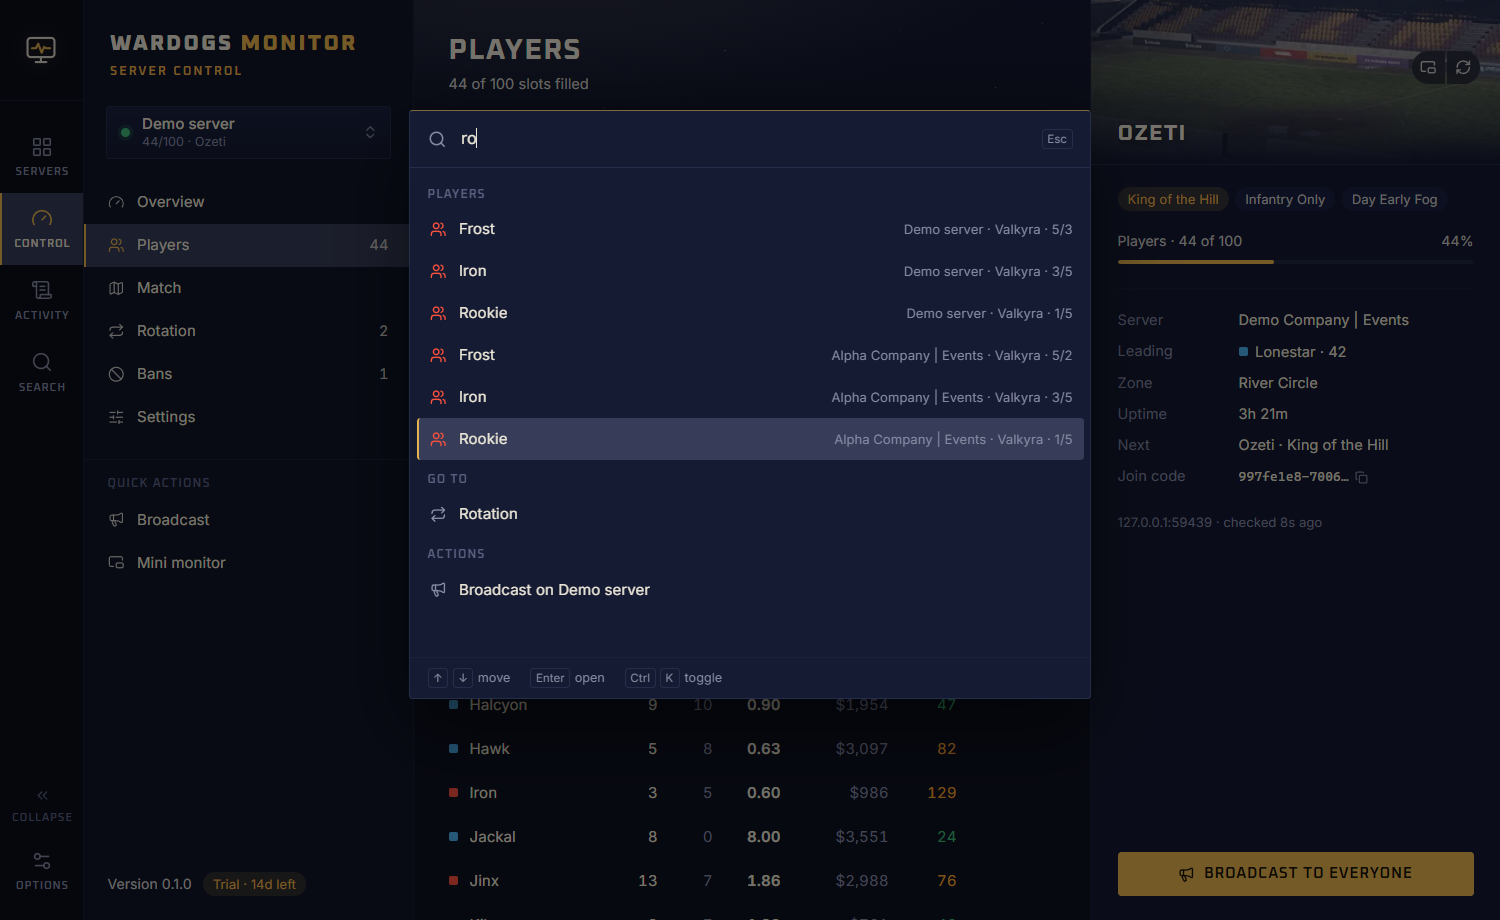 WARDOGS MONITOR
SERVER CONTROL
SERVERS
CONTROL
ACTIVITY
SEARCH
COLLAPSE
OPTIONS
Demo server
44/100 · Ozeti
Overview
Players 44
Match
Rotation 2
Bans 1
Settings
QUICK ACTIONS
Broadcast
Mini monitor
Version 0.1.0 Trial · 14d left
PLAYERS
44 of 100 slots filled
ro Esc
PLAYERS
Frost Demo server · Valkyra · 5/3
Iron Demo server · Valkyra · 3/5
Rookie Demo server · Valkyra · 1/5
Frost Alpha Company | Events · Valkyra · 5/2
Iron Alpha Company | Events · Valkyra · 3/5
Rookie Alpha Company | Events · Valkyra · 1/5
GO TO
Rotation
ACTIONS
Broadcast on Demo server
↑ ↓ move Enter open Ctrl K toggle
Halcyon 9 10 0.90 $1,954 47
Hawk 5 8 0.63 $3,097 82
Iron 3 5 0.60 $986 129
Jackal 8 0 8.00 $3,551 24
Jinx 13 7 1.86 $2,988 76
OZETI
King of the Hill Infantry Only Day Early Fog
Players · 44 of 100 44%
Server Demo Company | Events
Leading Lonestar · 42
Zone River Circle
Uptime 3h 21m
Next Ozeti · King of the Hill
Join code 997fe1e8-7006…
127.0.0.1:59439 · checked 8s ago
BROADCAST TO EVERYONE